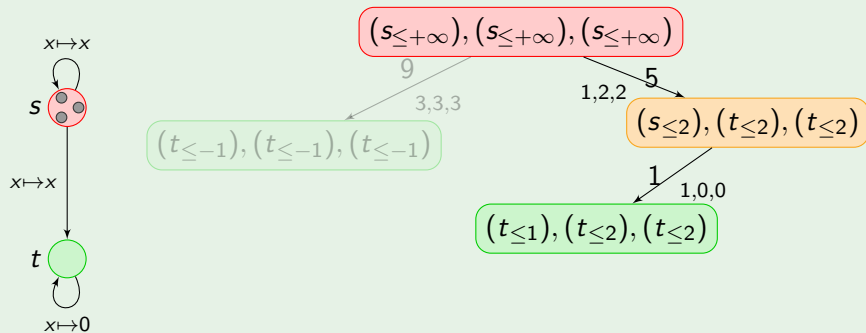 x↦x
s
x↦x
t
x↦0
(s≤+∞), (s≤+∞), (s≤+∞)
9
3,3,3
5
1,2,2
(t≤−1), (t≤−1), (t≤−1)
(s≤2), (t≤2), (t≤2)
1
1,0,0
(t≤1), (t≤2), (t≤2)